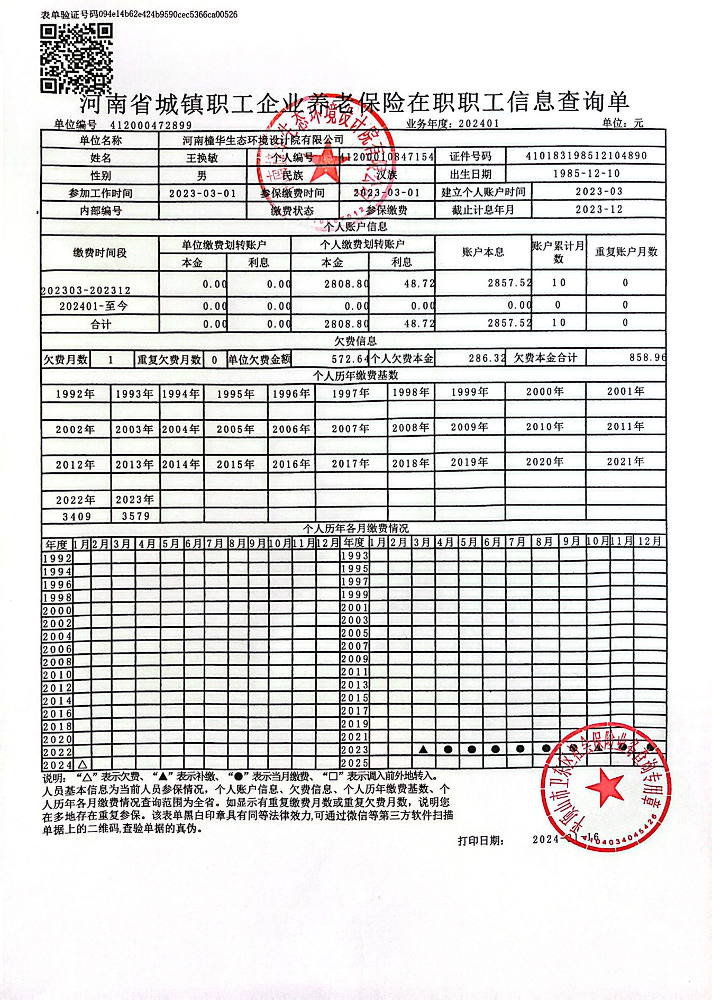 表单验证号码094e14b62e424b9590cec5366ca00526
河南省城镇职工企业养老保险在职职工信息查询单
单位编号 412000472899 业务年度: 202401 单位: 元
单位名称 河南橦华生态环境设计院有限公司
姓名 王换敏 个人编号 41200010847154 证件号码 410183198512104890
性别 男 民族 汉族 出生日期 1985-12-10
参加工作时间 2023-03-01 参保缴费时间 2023-03-01 建立个人账户时间 2023-03
内部编号 缴费状态 参保缴费 截止计息年月 2023-12
个人账户信息
缴费时间段 单位缴费划转账户 个人缴费划转账户 账户本息 账户累计月数 重复账户月数
本金 利息 本金 利息
202303-202312 0.00 0.00 2808.80 48.72 2857.52 10 0
202401-至今 0.00 0.00 0.00 0.00 0.00 0 0
合计 0.00 0.00 2808.80 48.72 2857.52 10 0
欠费信息
欠费月数 1 重复欠费月数 0 单位欠费金额 572.64 个人欠费本金 286.32 欠费本金合计 858.96
个人历年缴费基数
1992年 1993年 1994年 1995年 1996年 1997年 1998年 1999年 2000年 2001年
2002年 2003年 2004年 2005年 2006年 2007年 2008年 2009年 2010年 2011年
2012年 2013年 2014年 2015年 2016年 2017年 2018年 2019年 2020年 2021年
2022年 2023年
3409 3579
个人历年各月缴费情况
年度 1月 2月 3月 4月 5月 6月 7月 8月 9月 10月 11月 12月 年度 1月 2月 3月 4月 5月 6月 7月 8月 9月 10月 11月 12月
1992 1993
1994 1995
1996 1997
1998 1999
2000 2001
2002 2003
2004 2005
2006 2007
2008 2009
2010 2011
2012 2013
2014 2015
2016 2017
2018 2019
2020 2021
2022 2023 ▲ ● ● ● ● ● ● ▲ ● ●
2024 △ 2025
说明: “△”表示欠费、“▲”表示补缴、“●”表示当月缴费、“□”表示调入前外地转入。
人员基本信息为当前人员参保情况，个人账户信息、欠费信息、个人历年缴费基数、个
人历年各月缴费情况查询范围为全省。如显示有重复缴费月数或重复欠费月数，说明您
在多地存在重复参保。该表单黑白印章具有同等法律效力,可通过微信等第三方软件扫描
单据上的二维码,查验单据的真伪。
打印日期: 2024-01-16
平顶山市卫东区社会保险业务查询专用章
4104034045426